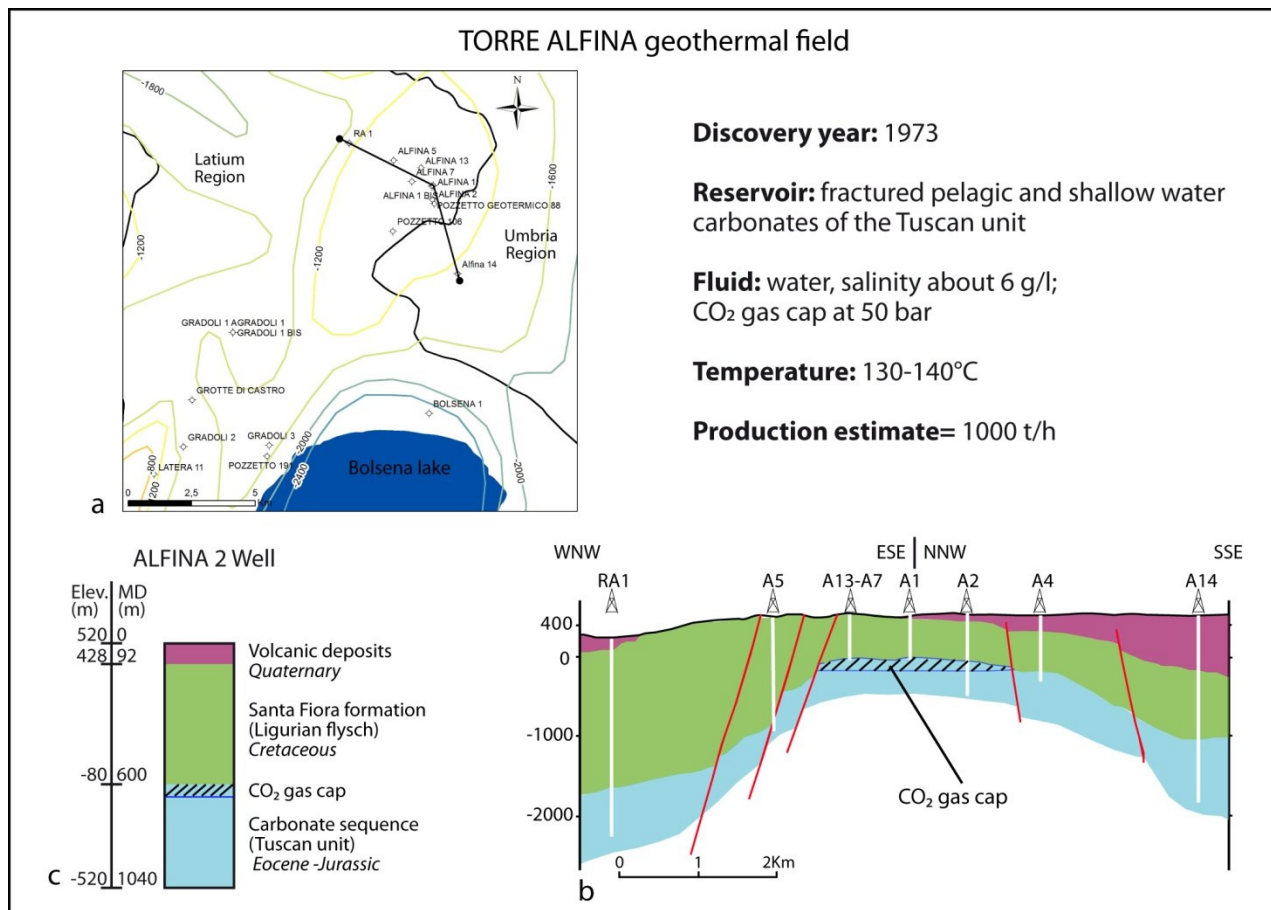 TORRE ALFINA geothermal field
-1800
N
RA 1
Latium
Region
ALFINA 5
ALFINA 13
ALFINA 7
ALFINA 1
ALFINA 1 BIS
ALFINA 2
POZZETTO GEOTERMICO 88
-1600
POZZETTO 106
Umbria
Region
-1200
-1200
Alfina 14
GRADOLI 1 AGRADOLI 1
GRADOLI 1 BIS
GROTTE DI CASTRO
BOLSENA 1
GRADOLI 2
GRADOLI 3
-2000
LATERA 11
-800
POZZETTO 191
-2400
Bolsena lake
-2000
0 2,5 5
Km
a
Discovery year: 1973
Reservoir: fractured pelagic and shallow water
carbonates of the Tuscan unit
Fluid: water, salinity about 6 g/l;
CO₂ gas cap at 50 bar
Temperature: 130-140°C
Production estimate= 1000 t/h
ALFINA 2 Well
Elev. MD
(m) (m)
520 0
428 92
-80 600
-520 1040
Volcanic deposits
Quaternary
Santa Fiora formation
(Ligurian flysch)
Cretaceous
CO₂ gas cap
Carbonate sequence
(Tuscan unit)
Eocene -Jurassic
c
WNW ESE NNW SSE
RA1 A5 A13-A7 A1 A2 A4 A14
400
0
-1000
-2000
CO₂ gas cap
0 1 2Km
b